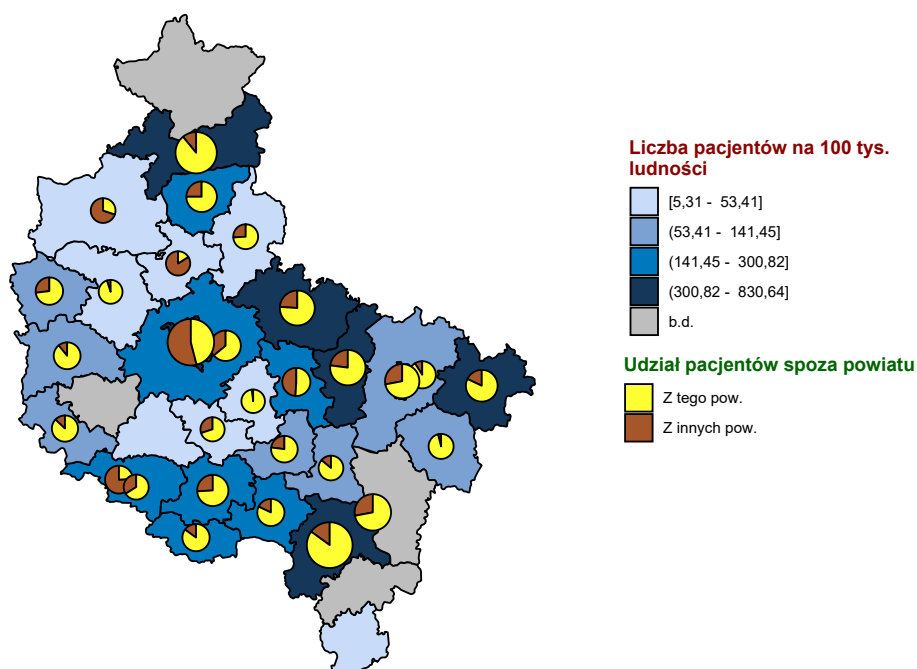 Liczba pacjentów na 100 tys.
ludności
[5,31 - 53,41]
(53,41 - 141,45]
(141,45 - 300,82]
(300,82 - 830,64]
b.d.
Udział pacjentów spoza powiatu
Z tego pow.
Z innych pow.